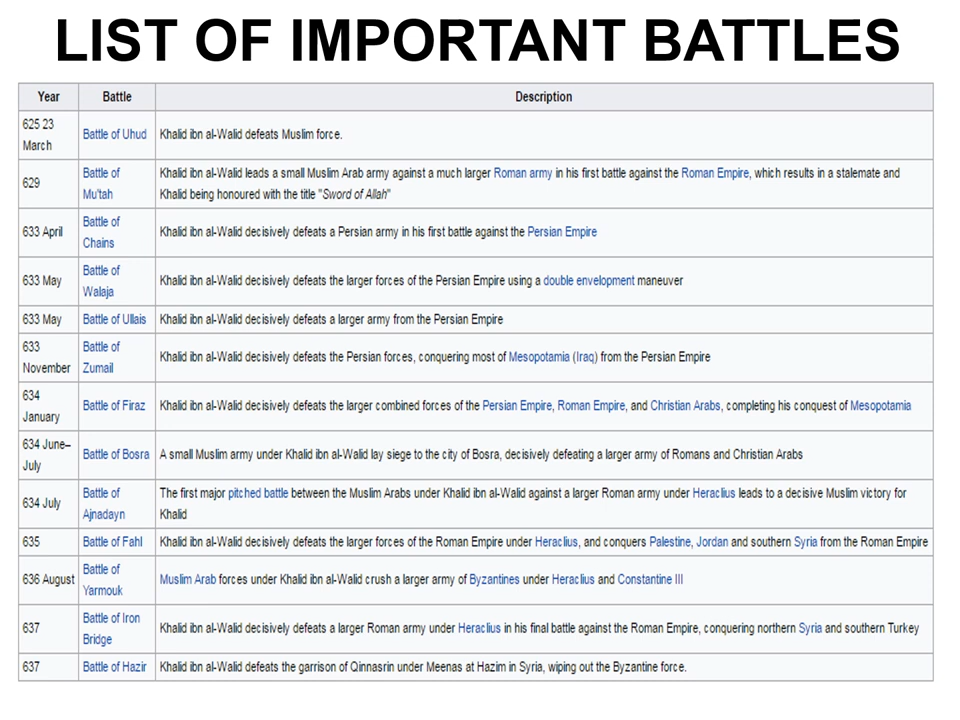 LIST OF IMPORTANT BATTLES
Year Battle Description
625 23 March Battle of Uhud Khalid ibn al-Walid defeats Muslim force.
629 Battle of Mu'tah Khalid ibn al-Walid leads a small Muslim Arab army against a much larger Roman army in his first battle against the Roman Empire, which results in a stalemate and Khalid being honoured with the title "Sword of Allah"
633 April Battle of Chains Khalid ibn al-Walid decisively defeats a Persian army in his first battle against the Persian Empire
633 May Battle of Walaja Khalid ibn al-Walid decisively defeats the larger forces of the Persian Empire using a double envelopment maneuver
633 May Battle of Ullais Khalid ibn al-Walid decisively defeats a larger army from the Persian Empire
633 November Battle of Zumail Khalid ibn al-Walid decisively defeats the Persian forces, conquering most of Mesopotamia (Iraq) from the Persian Empire
634 January Battle of Firaz Khalid ibn al-Walid decisively defeats the larger combined forces of the Persian Empire, Roman Empire, and Christian Arabs, completing his conquest of Mesopotamia
634 June–July Battle of Bosra A small Muslim army under Khalid ibn al-Walid lay siege to the city of Bosra, decisively defeating a larger army of Romans and Christian Arabs
634 July Battle of Ajnadayn The first major pitched battle between the Muslim Arabs under Khalid ibn al-Walid against a larger Roman army under Heraclius leads to a decisive Muslim victory for Khalid
635 Battle of Fahl Khalid ibn al-Walid decisively defeats the larger forces of the Roman Empire under Heraclius, and conquers Palestine, Jordan and southern Syria from the Roman Empire
636 August Battle of Yarmouk Muslim Arab forces under Khalid ibn al-Walid crush a larger army of Byzantines under Heraclius and Constantine III
637 Battle of Iron Bridge Khalid ibn al-Walid decisively defeats a larger Roman army under Heraclius in his final battle against the Roman Empire, conquering northern Syria and southern Turkey
637 Battle of Hazir Khalid ibn al-Walid defeats the garrison of Qinnasrin under Meenas at Hazim in Syria, wiping out the Byzantine force.